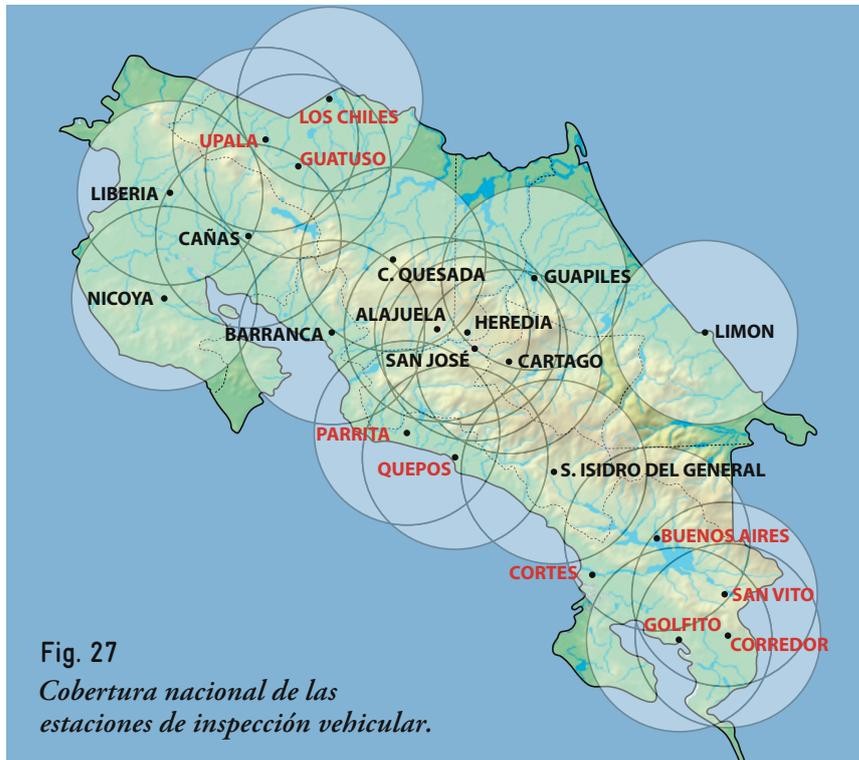 LOS CHILES
UPALA
GUATUSO
LIBERIA
CAÑAS
C. QUESADA
GUAPILES
NICOYA
ALAJUELA
HEREDIA
BARRANCA
LIMON
SAN JOSÉ
CARTAGO
PARRITA
QUEPOS
S. ISIDRO DEL GENERAL
BUENOS AIRES
CORTES
SAN VITO
GOLFITO
CORREDOR
Fig. 27
Cobertura nacional de las
estaciones de inspección vehicular.